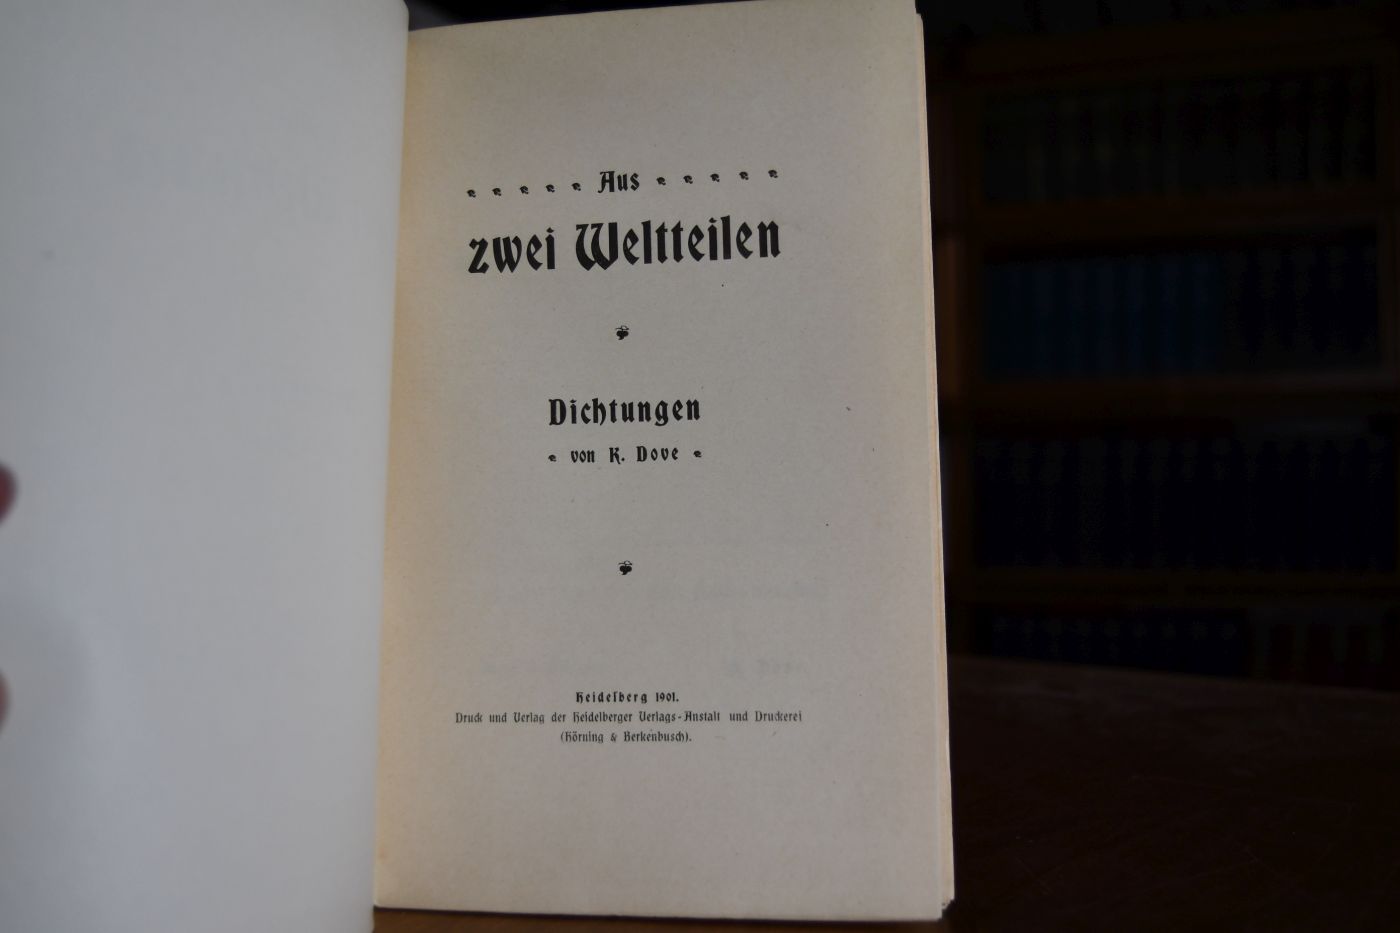 Aus
zwei Weltteilen
Dichtungen
von K. Dove
Heidelberg 1901.
Druck und Verlag der Heidelberger Verlags-Anstalt und Druckerei
(Hörning & Berkenbusch).